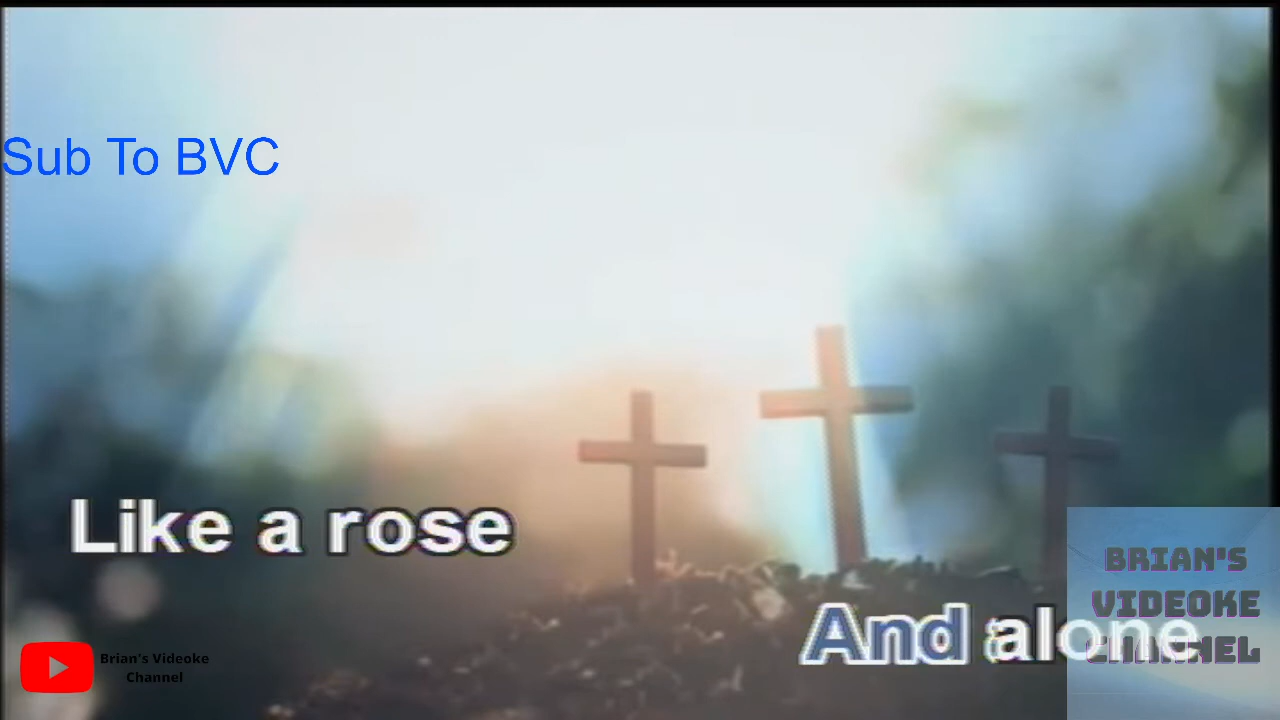 Sub To BVC
Like a rose
And alone
BRIAN'S
VIDEOKE
CHANNEL
Brian's Videoke
Channel